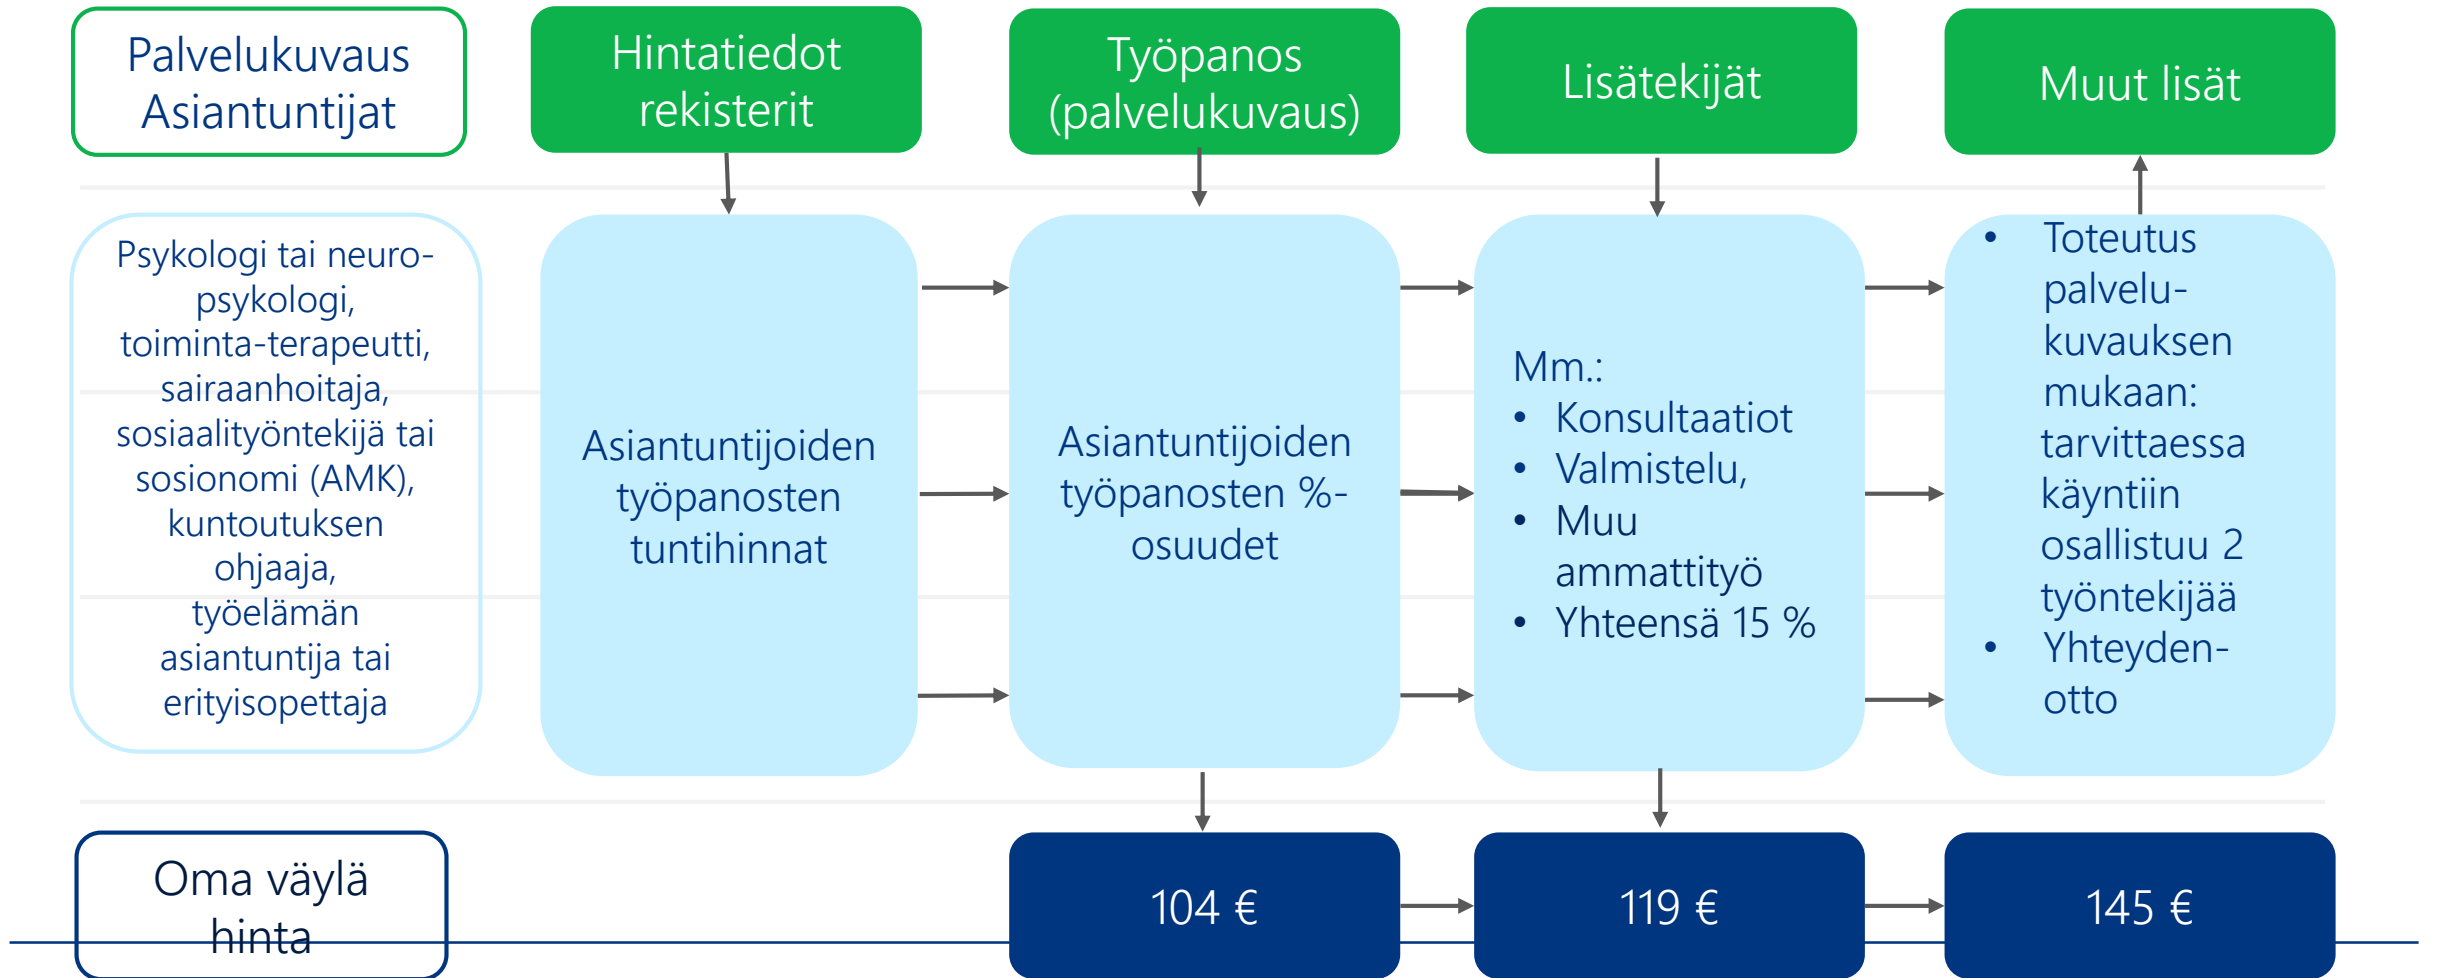 Palvelukuvaus
Asiantuntijat
Hintatiedot
rekisterit
Työpanos
(palvelukuvaus)
Lisätekijät
Muut lisät
Psykologi tai neuro-
psykologi,
toiminta-terapeutti,
sairaanhoitaja,
sosiaalityöntekijä tai
sosionomi (AMK),
kuntoutuksen
ohjaaja,
työelämän
asiantuntija tai
erityisopettaja
Asiantuntijoiden
työpanosten
tuntihinnat
Asiantuntijoiden
työpanosten %-
osuudet
Mm.:
• Konsultaatiot
• Valmistelu,
• Muu
ammattityö
• Yhteensä 15 %
• Toteutus
palvelu-
kuvauksen
mukaan:
tarvittaessa
käyntiin
osallistuu 2
työntekijää
• Yhteyden-
otto
Oma väylä
hinta
104 €
119 €
145 €